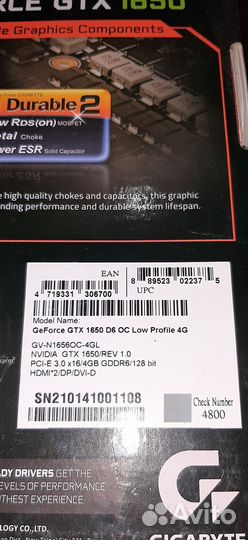 RCE GTX 1650
le Graphics Components
Durable 2
w RDS(on) MOSFET
etal Choke
wer ESR Solid Capacitor
e high quality chokes and capacitors, this graphic
nding performance and durable system lifespan.
EAN
4 719331 306700
8 89523 02237 5
UPC
Model Name:
GeForce GTX 1650 D6 OC Low Profile 4G
GV-N1656OC-4GL
NVIDIA GTX 1650/REV 1.0
PCI-E 3.0 x16/4GB GDDR6/128 bit
HDMI*2/DP/DVI-D
SN210141001108
Check Number
4800
ADY DRIVERS GET THE
LEVELS OF PERFORMANCE
OTHEST EXPERIENCE
GIGABYTE
OLOGY CO.,LTD.
Avito